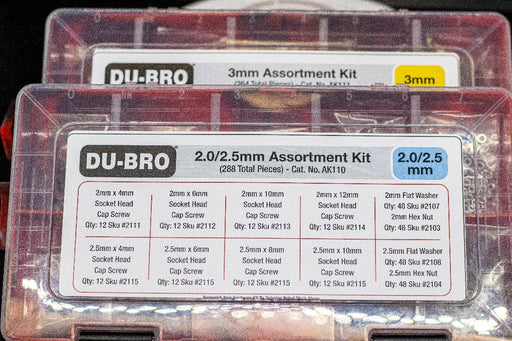 DU-BRO
3mm Assortment Kit
(264 Total Pieces) - Cat. No. AK111
3mm
DU-BRO
2.0/2.5mm Assortment Kit
(288 Total Pieces) - Cat. No. AK110
2.0/2.5
mm
2mm x 4mm
Socket Head
Cap Screw
Qty: 12 Sku #2111
2mm x 6mm
Socket Head
Cap Screw
Qty: 12 Sku #2112
2mm x 10mm
Socket Head
Cap Screw
Qty: 12 Sku #2113
2mm x 12mm
Socket Head
Cap Screw
Qty: 12 Sku #2114
2mm Flat Washer
Qty: 48 Sku #2107
2mm Hex Nut
Qty: 48 Sku #2103
2.5mm x 4mm
Socket Head
Cap Screw
Qty: 12 Sku #2115
2.5mm x 6mm
Socket Head
Cap Screw
Qty: 12 Sku #2115
2.5mm x 8mm
Socket Head
Cap Screw
Qty: 12 Sku #2115
2.5mm x 10mm
Socket Head
Cap Screw
Qty: 12 Sku #2115
2.5mm Flat Washer
Qty: 48 Sku #2108
2.5mm Hex Nut
Qty: 48 Sku #2104